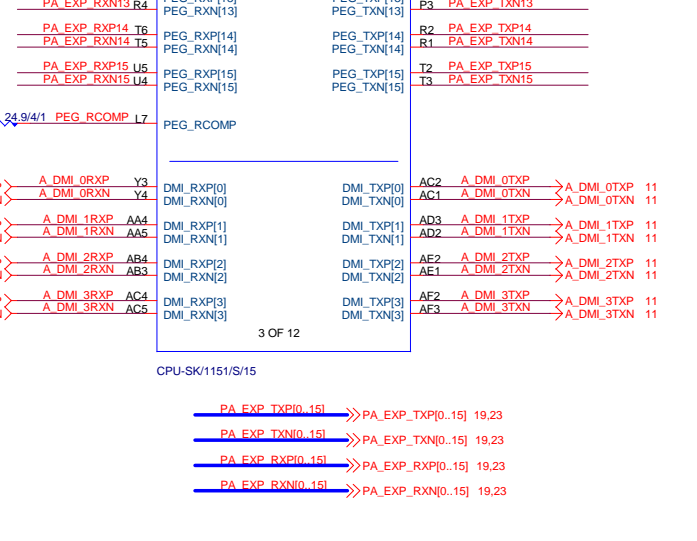 PA_EXP_RXN13 R4 PEG_RXN[13] PEG_TXN[13] P3 PA_EXP_TXN13
PA_EXP_RXP14 T6 PEG_RXP[14] PEG_TXP[14] R2 PA_EXP_TXP14
PA_EXP_RXN14 T5 PEG_RXN[14] PEG_TXN[14] R1 PA_EXP_TXN14
PA_EXP_RXP15 U5 PEG_RXP[15] PEG_TXP[15] T2 PA_EXP_TXP15
PA_EXP_RXN15 U4 PEG_RXN[15] PEG_TXN[15] T3 PA_EXP_TXN15
24.9/4/1 PEG_RCOMP L7 PEG_RCOMP
A_DMI_0RXP Y3 DMI_RXP[0] DMI_TXP[0] AC2 A_DMI_0TXP A_DMI_0TXP 11
A_DMI_0RXN Y4 DMI_RXN[0] DMI_TXN[0] AC1 A_DMI_0TXN A_DMI_0TXN 11
A_DMI_1RXP AA4 DMI_RXP[1] DMI_TXP[1] AD3 A_DMI_1TXP A_DMI_1TXP 11
A_DMI_1RXN AA5 DMI_RXN[1] DMI_TXN[1] AD2 A_DMI_1TXN A_DMI_1TXN 11
A_DMI_2RXP AB4 DMI_RXP[2] DMI_TXP[2] AE2 A_DMI_2TXP A_DMI_2TXP 11
A_DMI_2RXN AB3 DMI_RXN[2] DMI_TXN[2] AE1 A_DMI_2TXN A_DMI_2TXN 11
A_DMI_3RXP AC4 DMI_RXP[3] DMI_TXP[3] AF2 A_DMI_3TXP A_DMI_3TXP 11
A_DMI_3RXN AC5 DMI_RXN[3] DMI_TXN[3] AF3 A_DMI_3TXN A_DMI_3TXN 11
3 OF 12
CPU-SK/1151/S/15
PA_EXP_TXP[0..15] PA_EXP_TXP[0..15] 19,23
PA_EXP_TXN[0..15] PA_EXP_TXN[0..15] 19,23
PA_EXP_RXP[0..15] PA_EXP_RXP[0..15] 19,23
PA_EXP_RXN[0..15] PA_EXP_RXN[0..15] 19,23